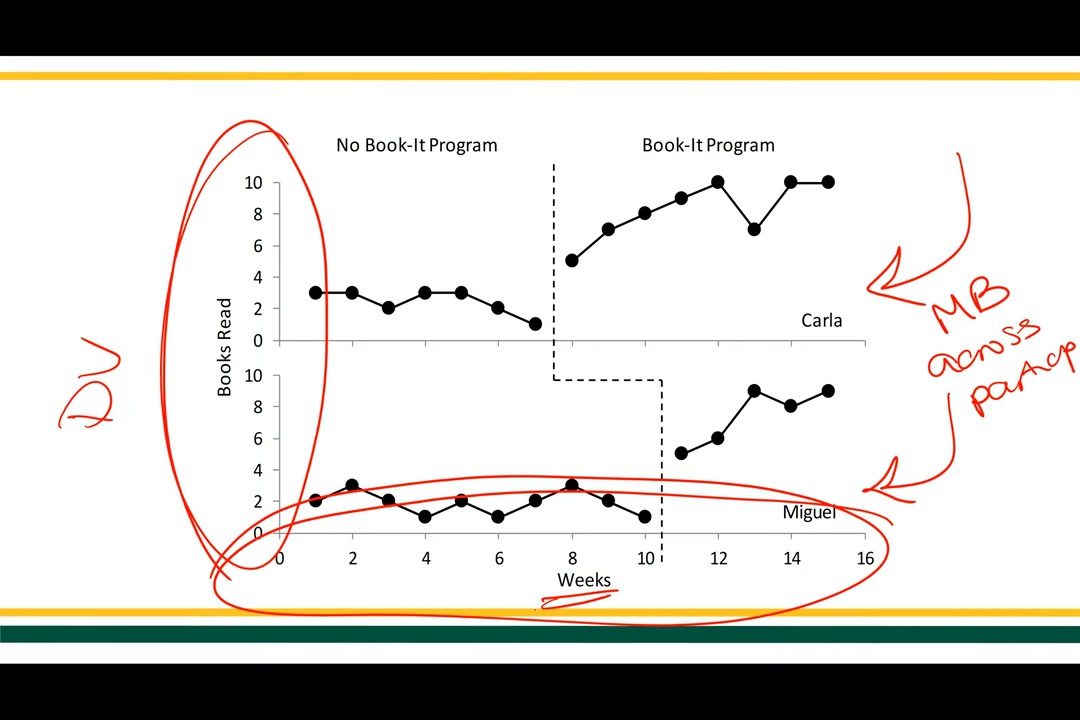 No Book-It Program
Book-It Program
10
8
6
4
2
0
Carla
Books Read
10
8
6
4
2
0
Miguel
0 2 4 6 8 10 12 14 16
Weeks
DV
MB
across
particip